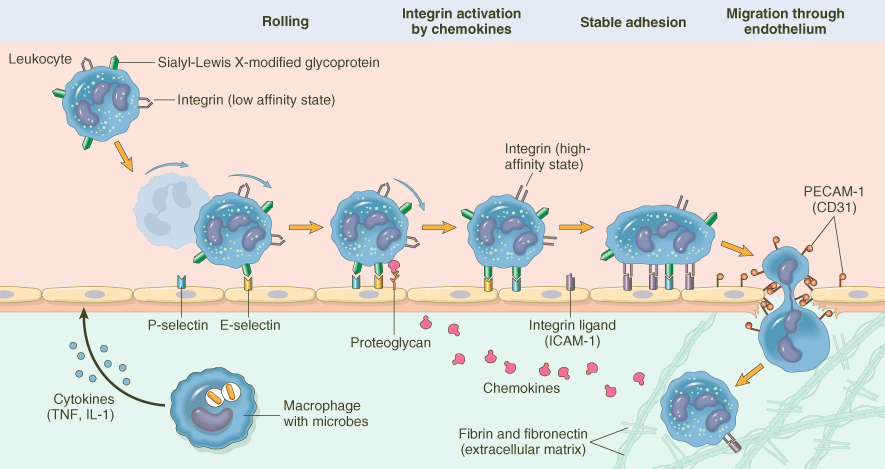 Rolling
Integrin activation
by chemokines
Stable adhesion
Migration through
endothelium
Leukocyte
Sialyl-Lewis X-modified glycoprotein
Integrin (low affinity state)
Integrin (high-
affinity state)
PECAM-1
(CD31)
P-selectin
E-selectin
Proteoglycan
Integrin ligand
(ICAM-1)
Cytokines
(TNF, IL-1)
Macrophage
with microbes
Chemokines
Fibrin and fibronectin
(extracellular matrix)